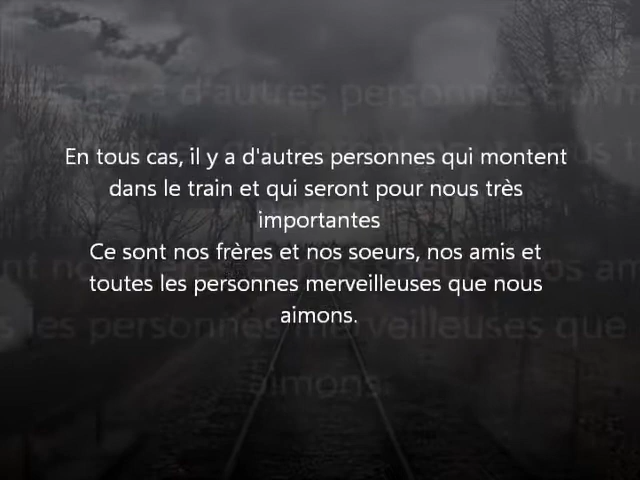 En tous cas, il y a d'autres personnes qui montent
dans le train et qui seront pour nous très
importantes
Ce sont nos frères et nos soeurs, nos amis et
toutes les personnes merveilleuses que nous
aimons.